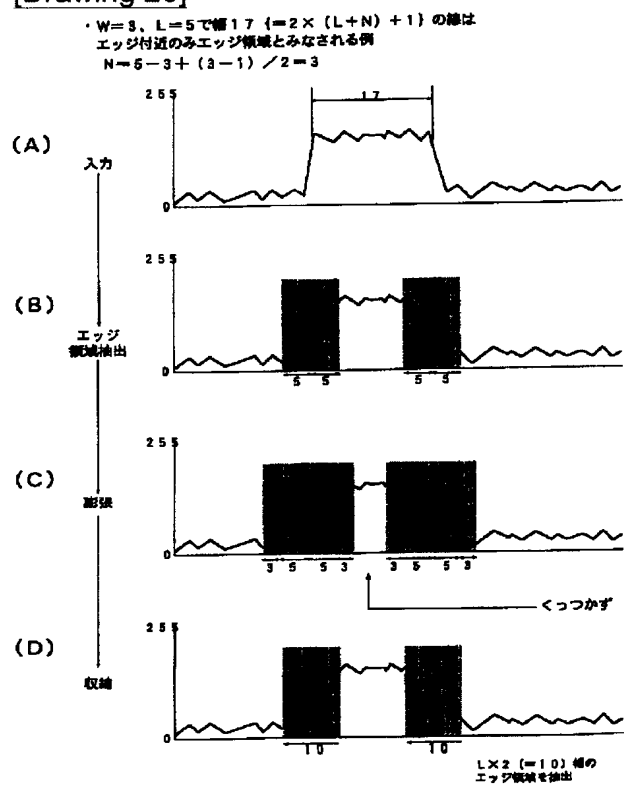 ・W=3、L=5で幅17{=2×(L+N)+1}の線は
エッジ付近のみエッジ領域とみなされる例
N=5-3+(3-1)/2=3
(A)
入力
255
17
0
(B)
エッジ
領域抽出
255
0
5 5 5 5
(C)
膨張
255
0
3 5 5 3 3 5 5 3
くっつかず
(D)
収縮
255
0
10 10
L×2(=10)幅の
エッジ領域を抽出